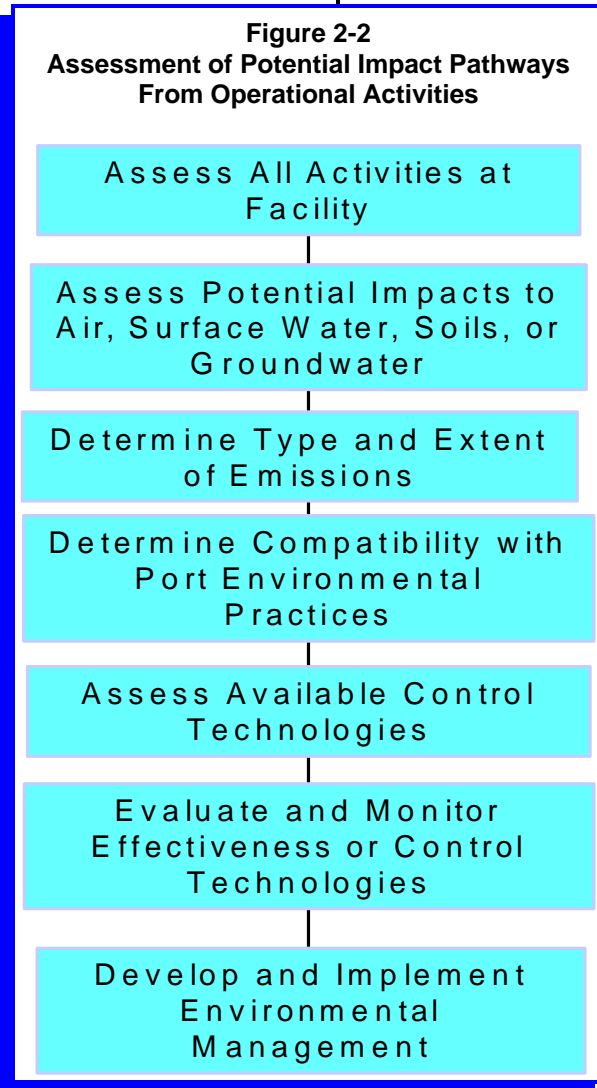 Figure 2-2
Assessment of Potential Impact Pathways
From Operational Activities
Assess All Activities at
Facility
Assess Potential Impacts to
Air, Surface Water, Soils, or
Groundwater
Determine Type and Extent
of Emissions
Determine Compatibility with
Port Environmental
Practices
Assess Available Control
Technologies
Evaluate and Monitor
Effectiveness or Control
Technologies
Develop and Implement
Environmental
Management